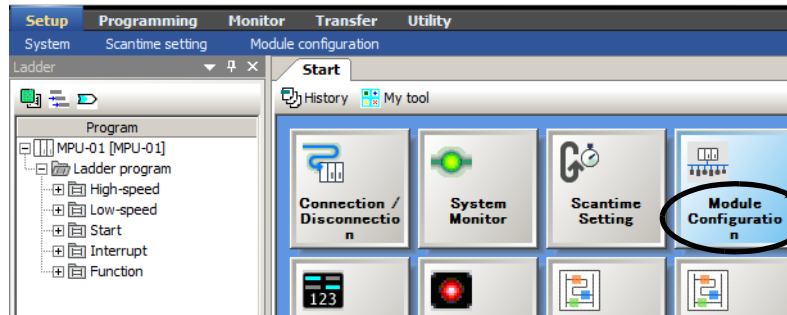 Setup Programming Monitor Transfer Utility
System Scantime setting Module configuration
Ladder
Start
History My tool
Program
MPU-01 [MPU-01]
Ladder program
High-speed
Low-speed
Start
Interrupt
Function
Connection /
Disconnectio
n
System
Monitor
Scantime
Setting
Module
Configuratio
n
123